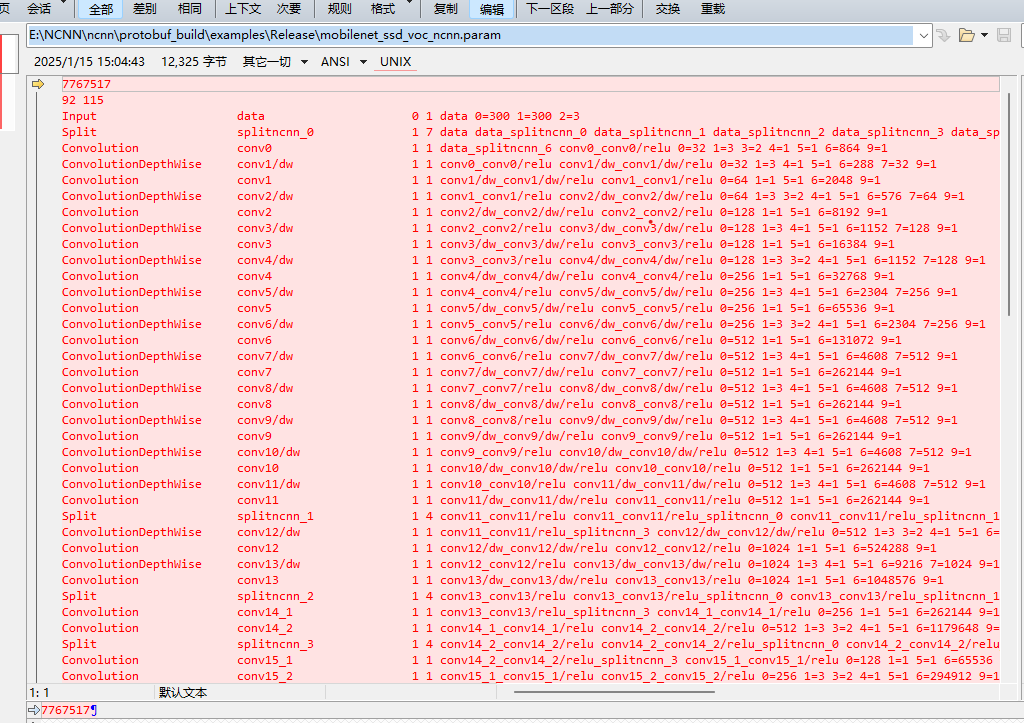 页 会话 全部 差别 相同 上下文 次要 规则 格式 复制 编辑 下一区段 上一部分 交换 重载
E:\NCNN\ncnn\protobuf_build\examples\Release\mobilenet_ssd_voc_ncnn.param
2025/1/15 15:04:43 12,325 字节 其它一切 ANSI UNIX
7767517
92 115
Input data 0 1 data 0=300 1=300 2=3
Split splitncnn_0 1 7 data data_splitncnn_0 data_splitncnn_1 data_splitncnn_2 data_splitncnn_3 data_sp
Convolution conv0 1 1 data_splitncnn_6 conv0_conv0/relu 0=32 1=3 3=2 4=1 5=1 6=864 9=1
ConvolutionDepthWise conv1/dw 1 1 conv0_conv0/relu conv1/dw_conv1/dw/relu 0=32 1=3 4=1 5=1 6=288 7=32 9=1
Convolution conv1 1 1 conv1/dw_conv1/dw/relu conv1_conv1/relu 0=64 1=1 5=1 6=2048 9=1
ConvolutionDepthWise conv2/dw 1 1 conv1_conv1/relu conv2/dw_conv2/dw/relu 0=64 1=3 3=2 4=1 5=1 6=576 7=64 9=1
Convolution conv2 1 1 conv2/dw_conv2/dw/relu conv2_conv2/relu 0=128 1=1 5=1 6=8192 9=1
ConvolutionDepthWise conv3/dw 1 1 conv2_conv2/relu conv3/dw_conv3/dw/relu 0=128 1=3 4=1 5=1 6=1152 7=128 9=1
Convolution conv3 1 1 conv3/dw_conv3/dw/relu conv3_conv3/relu 0=128 1=1 5=1 6=16384 9=1
ConvolutionDepthWise conv4/dw 1 1 conv3_conv3/relu conv4/dw_conv4/dw/relu 0=128 1=3 3=2 4=1 5=1 6=1152 7=128 9=1
Convolution conv4 1 1 conv4/dw_conv4/dw/relu conv4_conv4/relu 0=256 1=1 5=1 6=32768 9=1
ConvolutionDepthWise conv5/dw 1 1 conv4_conv4/relu conv5/dw_conv5/dw/relu 0=256 1=3 4=1 5=1 6=2304 7=256 9=1
Convolution conv5 1 1 conv5/dw_conv5/dw/relu conv5_conv5/relu 0=256 1=1 5=1 6=65536 9=1
ConvolutionDepthWise conv6/dw 1 1 conv5_conv5/relu conv6/dw_conv6/dw/relu 0=256 1=3 3=2 4=1 5=1 6=2304 7=256 9=1
Convolution conv6 1 1 conv6/dw_conv6/dw/relu conv6_conv6/relu 0=512 1=1 5=1 6=131072 9=1
ConvolutionDepthWise conv7/dw 1 1 conv6_conv6/relu conv7/dw_conv7/dw/relu 0=512 1=3 4=1 5=1 6=4608 7=512 9=1
Convolution conv7 1 1 conv7/dw_conv7/dw/relu conv7_conv7/relu 0=512 1=1 5=1 6=262144 9=1
ConvolutionDepthWise conv8/dw 1 1 conv7_conv7/relu conv8/dw_conv8/dw/relu 0=512 1=3 4=1 5=1 6=4608 7=512 9=1
Convolution conv8 1 1 conv8/dw_conv8/dw/relu conv8_conv8/relu 0=512 1=1 5=1 6=262144 9=1
ConvolutionDepthWise conv9/dw 1 1 conv8_conv8/relu conv9/dw_conv9/dw/relu 0=512 1=3 4=1 5=1 6=4608 7=512 9=1
Convolution conv9 1 1 conv9/dw_conv9/dw/relu conv9_conv9/relu 0=512 1=1 5=1 6=262144 9=1
ConvolutionDepthWise conv10/dw 1 1 conv9_conv9/relu conv10/dw_conv10/dw/relu 0=512 1=3 4=1 5=1 6=4608 7=512 9=1
Convolution conv10 1 1 conv10/dw_conv10/dw/relu conv10_conv10/relu 0=512 1=1 5=1 6=262144 9=1
ConvolutionDepthWise conv11/dw 1 1 conv10_conv10/relu conv11/dw_conv11/dw/relu 0=512 1=3 4=1 5=1 6=4608 7=512 9=1
Convolution conv11 1 1 conv11/dw_conv11/dw/relu conv11_conv11/relu 0=512 1=1 5=1 6=262144 9=1
Split splitncnn_1 1 4 conv11_conv11/relu conv11_conv11/relu_splitncnn_0 conv11_conv11/relu_splitncnn_1
ConvolutionDepthWise conv12/dw 1 1 conv11_conv11/relu_splitncnn_3 conv12/dw_conv12/dw/relu 0=512 1=3 3=2 4=1 5=1 6=
Convolution conv12 1 1 conv12/dw_conv12/dw/relu conv12_conv12/relu 0=1024 1=1 5=1 6=524288 9=1
ConvolutionDepthWise conv13/dw 1 1 conv12_conv12/relu conv13/dw_conv13/dw/relu 0=1024 1=3 4=1 5=1 6=9216 7=1024 9=1
Convolution conv13 1 1 conv13/dw_conv13/dw/relu conv13_conv13/relu 0=1024 1=1 5=1 6=1048576 9=1
Split splitncnn_2 1 4 conv13_conv13/relu conv13_conv13/relu_splitncnn_0 conv13_conv13/relu_splitncnn_1
Convolution conv14_1 1 1 conv13_conv13/relu_splitncnn_3 conv14_1_conv14_1/relu 0=256 1=1 5=1 6=262144 9=1
Convolution conv14_2 1 1 conv14_1_conv14_1/relu conv14_2_conv14_2/relu 0=512 1=3 3=2 4=1 5=1 6=1179648 9=
Split splitncnn_3 1 4 conv14_2_conv14_2/relu conv14_2_conv14_2/relu_splitncnn_0 conv14_2_conv14_2/relu
Convolution conv15_1 1 1 conv14_2_conv14_2/relu_splitncnn_3 conv15_1_conv15_1/relu 0=128 1=1 5=1 6=65536
Convolution conv15_2 1 1 conv15_1_conv15_1/relu conv15_2_conv15_2/relu 0=256 1=3 3=2 4=1 5=1 6=294912 9=1
1: 1 默认文本
7767517¶